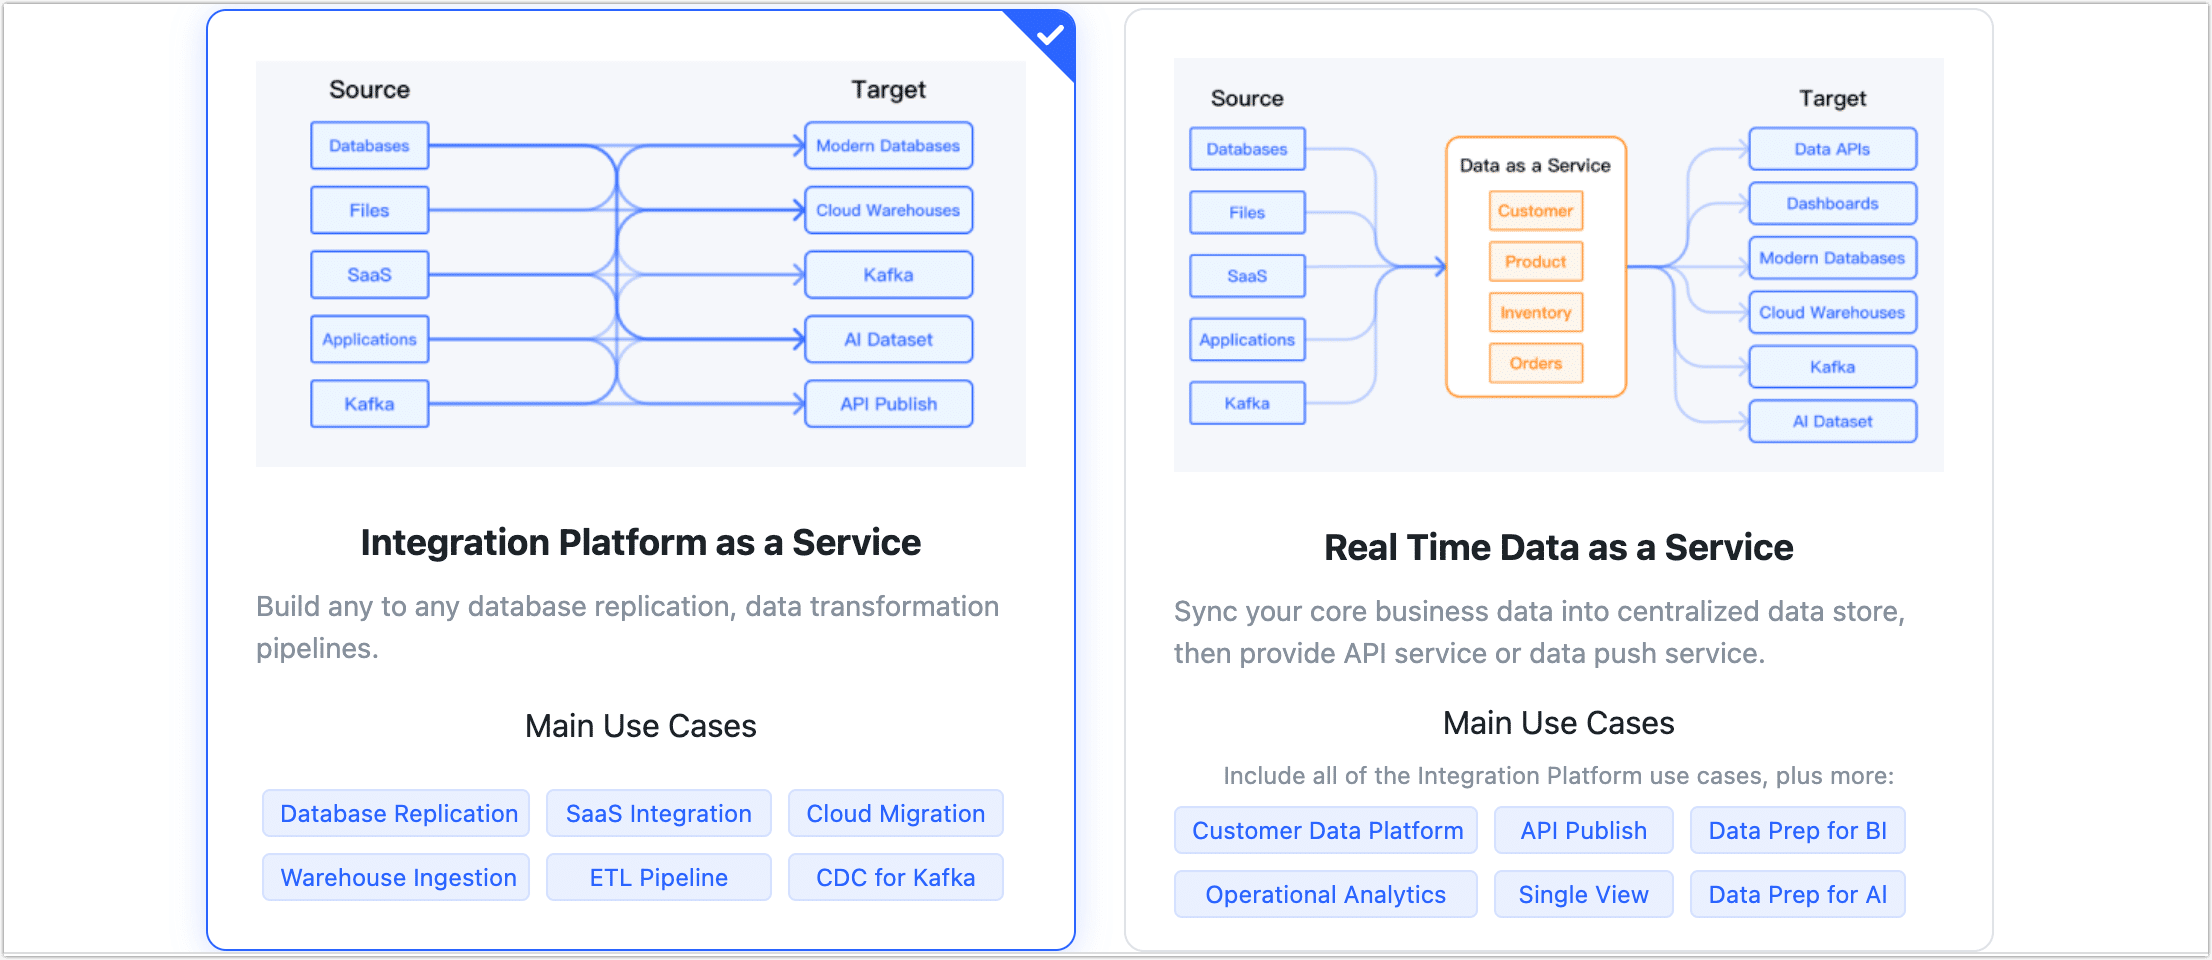 Source
Target
Databases
Modern Databases
Files
Cloud Warehouses
SaaS
Kafka
Applications
AI Dataset
Kafka
API Publish
Integration Platform as a Service
Build any to any database replication, data transformation
pipelines.
Main Use Cases
Database Replication
SaaS Integration
Cloud Migration
Warehouse Ingestion
ETL Pipeline
CDC for Kafka
Source
Target
Databases
Files
SaaS
Applications
Kafka
Data as a Service
Customer
Product
Inventory
Orders
Data APIs
Dashboards
Modern Databases
Cloud Warehouses
Kafka
AI Dataset
Real Time Data as a Service
Sync your core business data into centralized data store,
then provide API service or data push service.
Main Use Cases
Include all of the Integration Platform use cases, plus more:
Customer Data Platform
API Publish
Data Prep for BI
Operational Analytics
Single View
Data Prep for AI